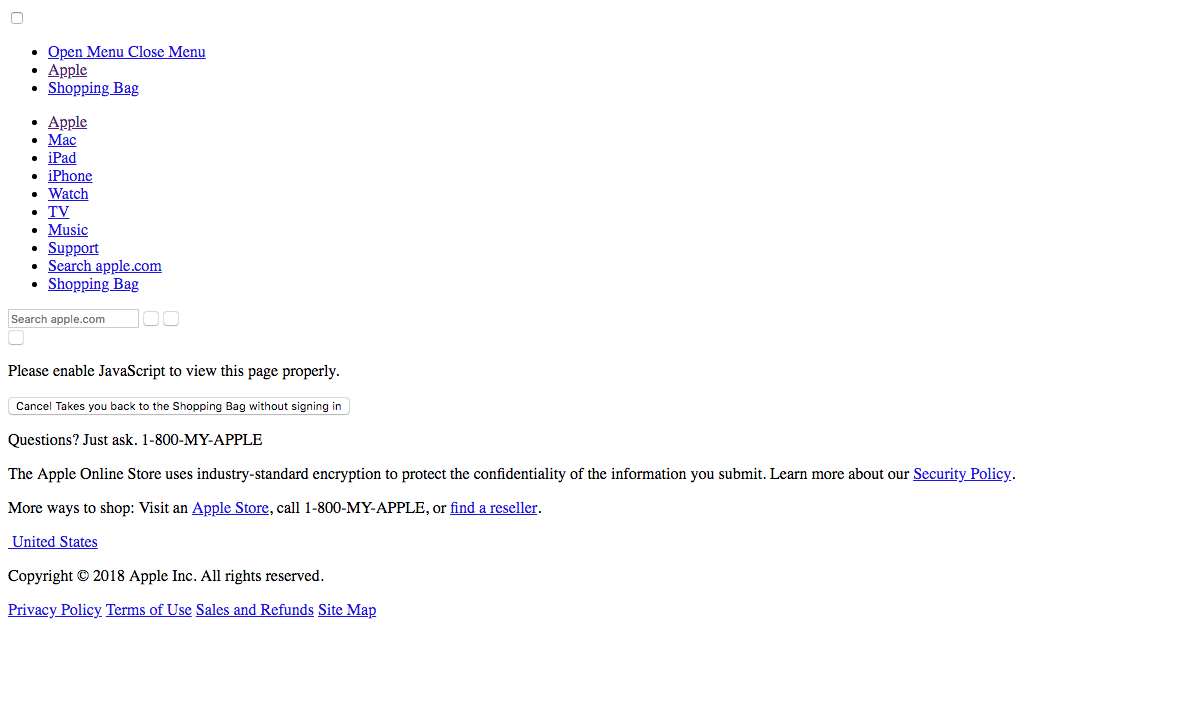 Open Menu Close Menu
Apple
Shopping Bag
Apple
Mac
iPad
iPhone
Watch
TV
Music
Support
Search apple.com
Shopping Bag
Search apple.com
Please enable JavaScript to view this page properly.
Cancel Takes you back to the Shopping Bag without signing in
Questions? Just ask. 1-800-MY-APPLE
The Apple Online Store uses industry-standard encryption to protect the confidentiality of the information you submit. Learn more about our Security Policy.
More ways to shop: Visit an Apple Store, call 1-800-MY-APPLE, or find a reseller.
United States
Copyright © 2018 Apple Inc. All rights reserved.
Privacy Policy Terms of Use Sales and Refunds Site Map